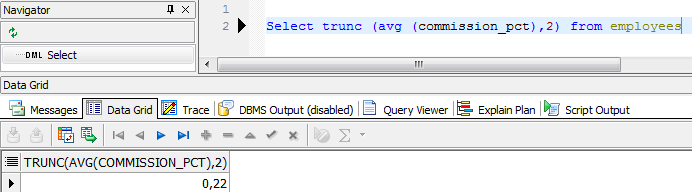 Navigator
DML Select
1
2 Select trunc (avg (commission_pct),2) from employees
Data Grid
Messages Data Grid Trace DBMS Output (disabled) Query Viewer Explain Plan Script Output
TRUNC(AVG(COMMISSION_PCT),2)
0,22